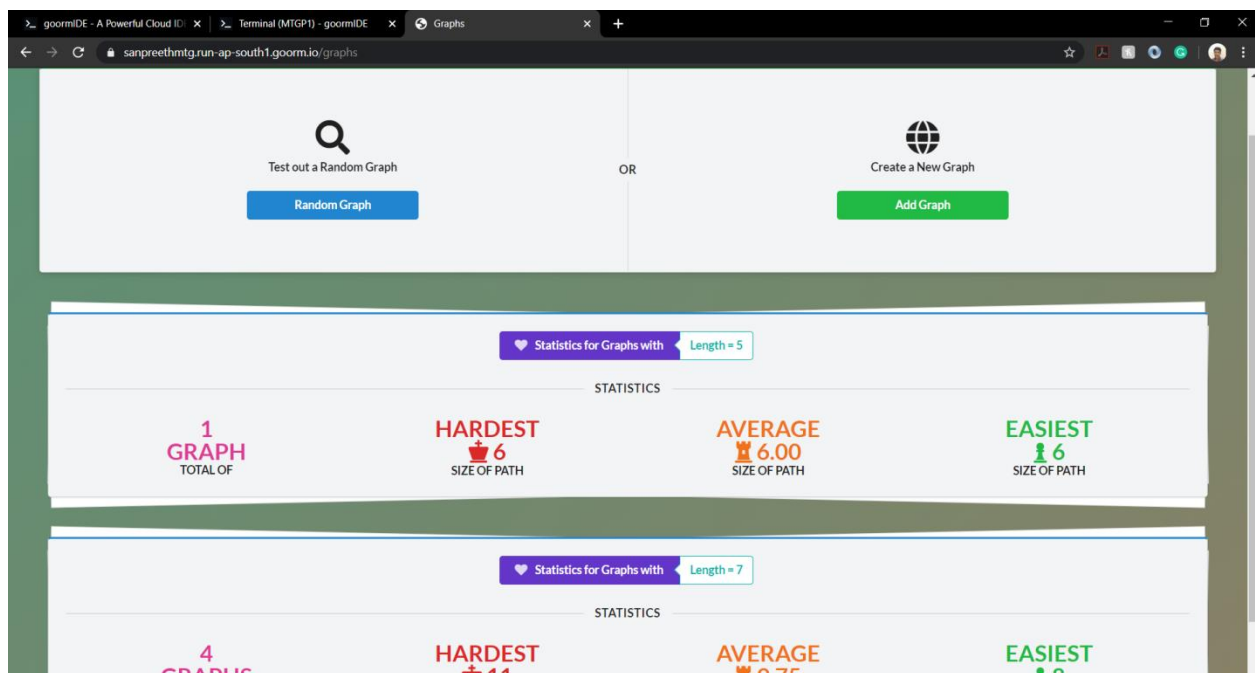 goormIDE - A Powerful Cloud ID
Terminal (MTGP1) - goormIDE
Graphs
sanpreethmtg.run-ap-south1.goorm.io/graphs
Test out a Random Graph
Random Graph
OR
Create a New Graph
Add Graph
Statistics for Graphs with
Length = 5
STATISTICS
1
GRAPH
TOTAL OF
HARDEST
6
SIZE OF PATH
AVERAGE
6.00
SIZE OF PATH
EASIEST
6
SIZE OF PATH
Statistics for Graphs with
Length = 7
STATISTICS
4
GRAPHS
HARDEST
11
AVERAGE
EASIEST